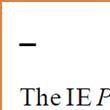 –
The IE